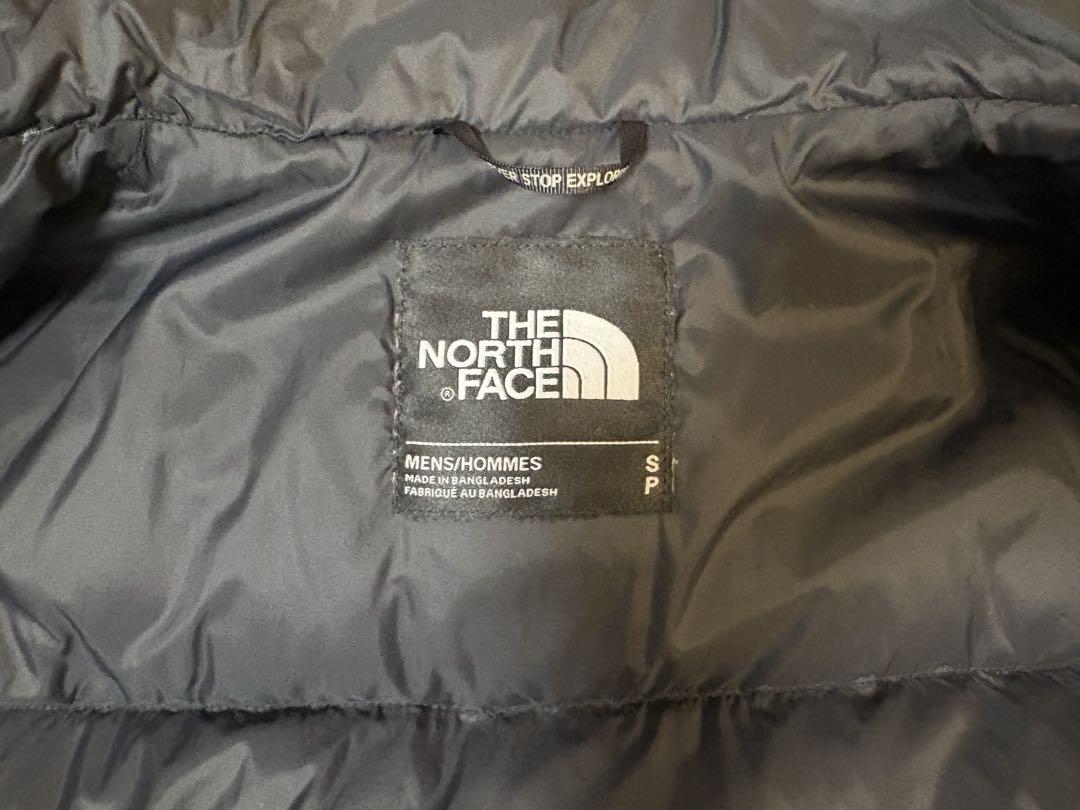 STOP EXPLOR
THE
NORTH
® FACE
MENS/HOMMES S
MADE IN BANGLADESH P
FABRIQUÉ AU BANGLADESH